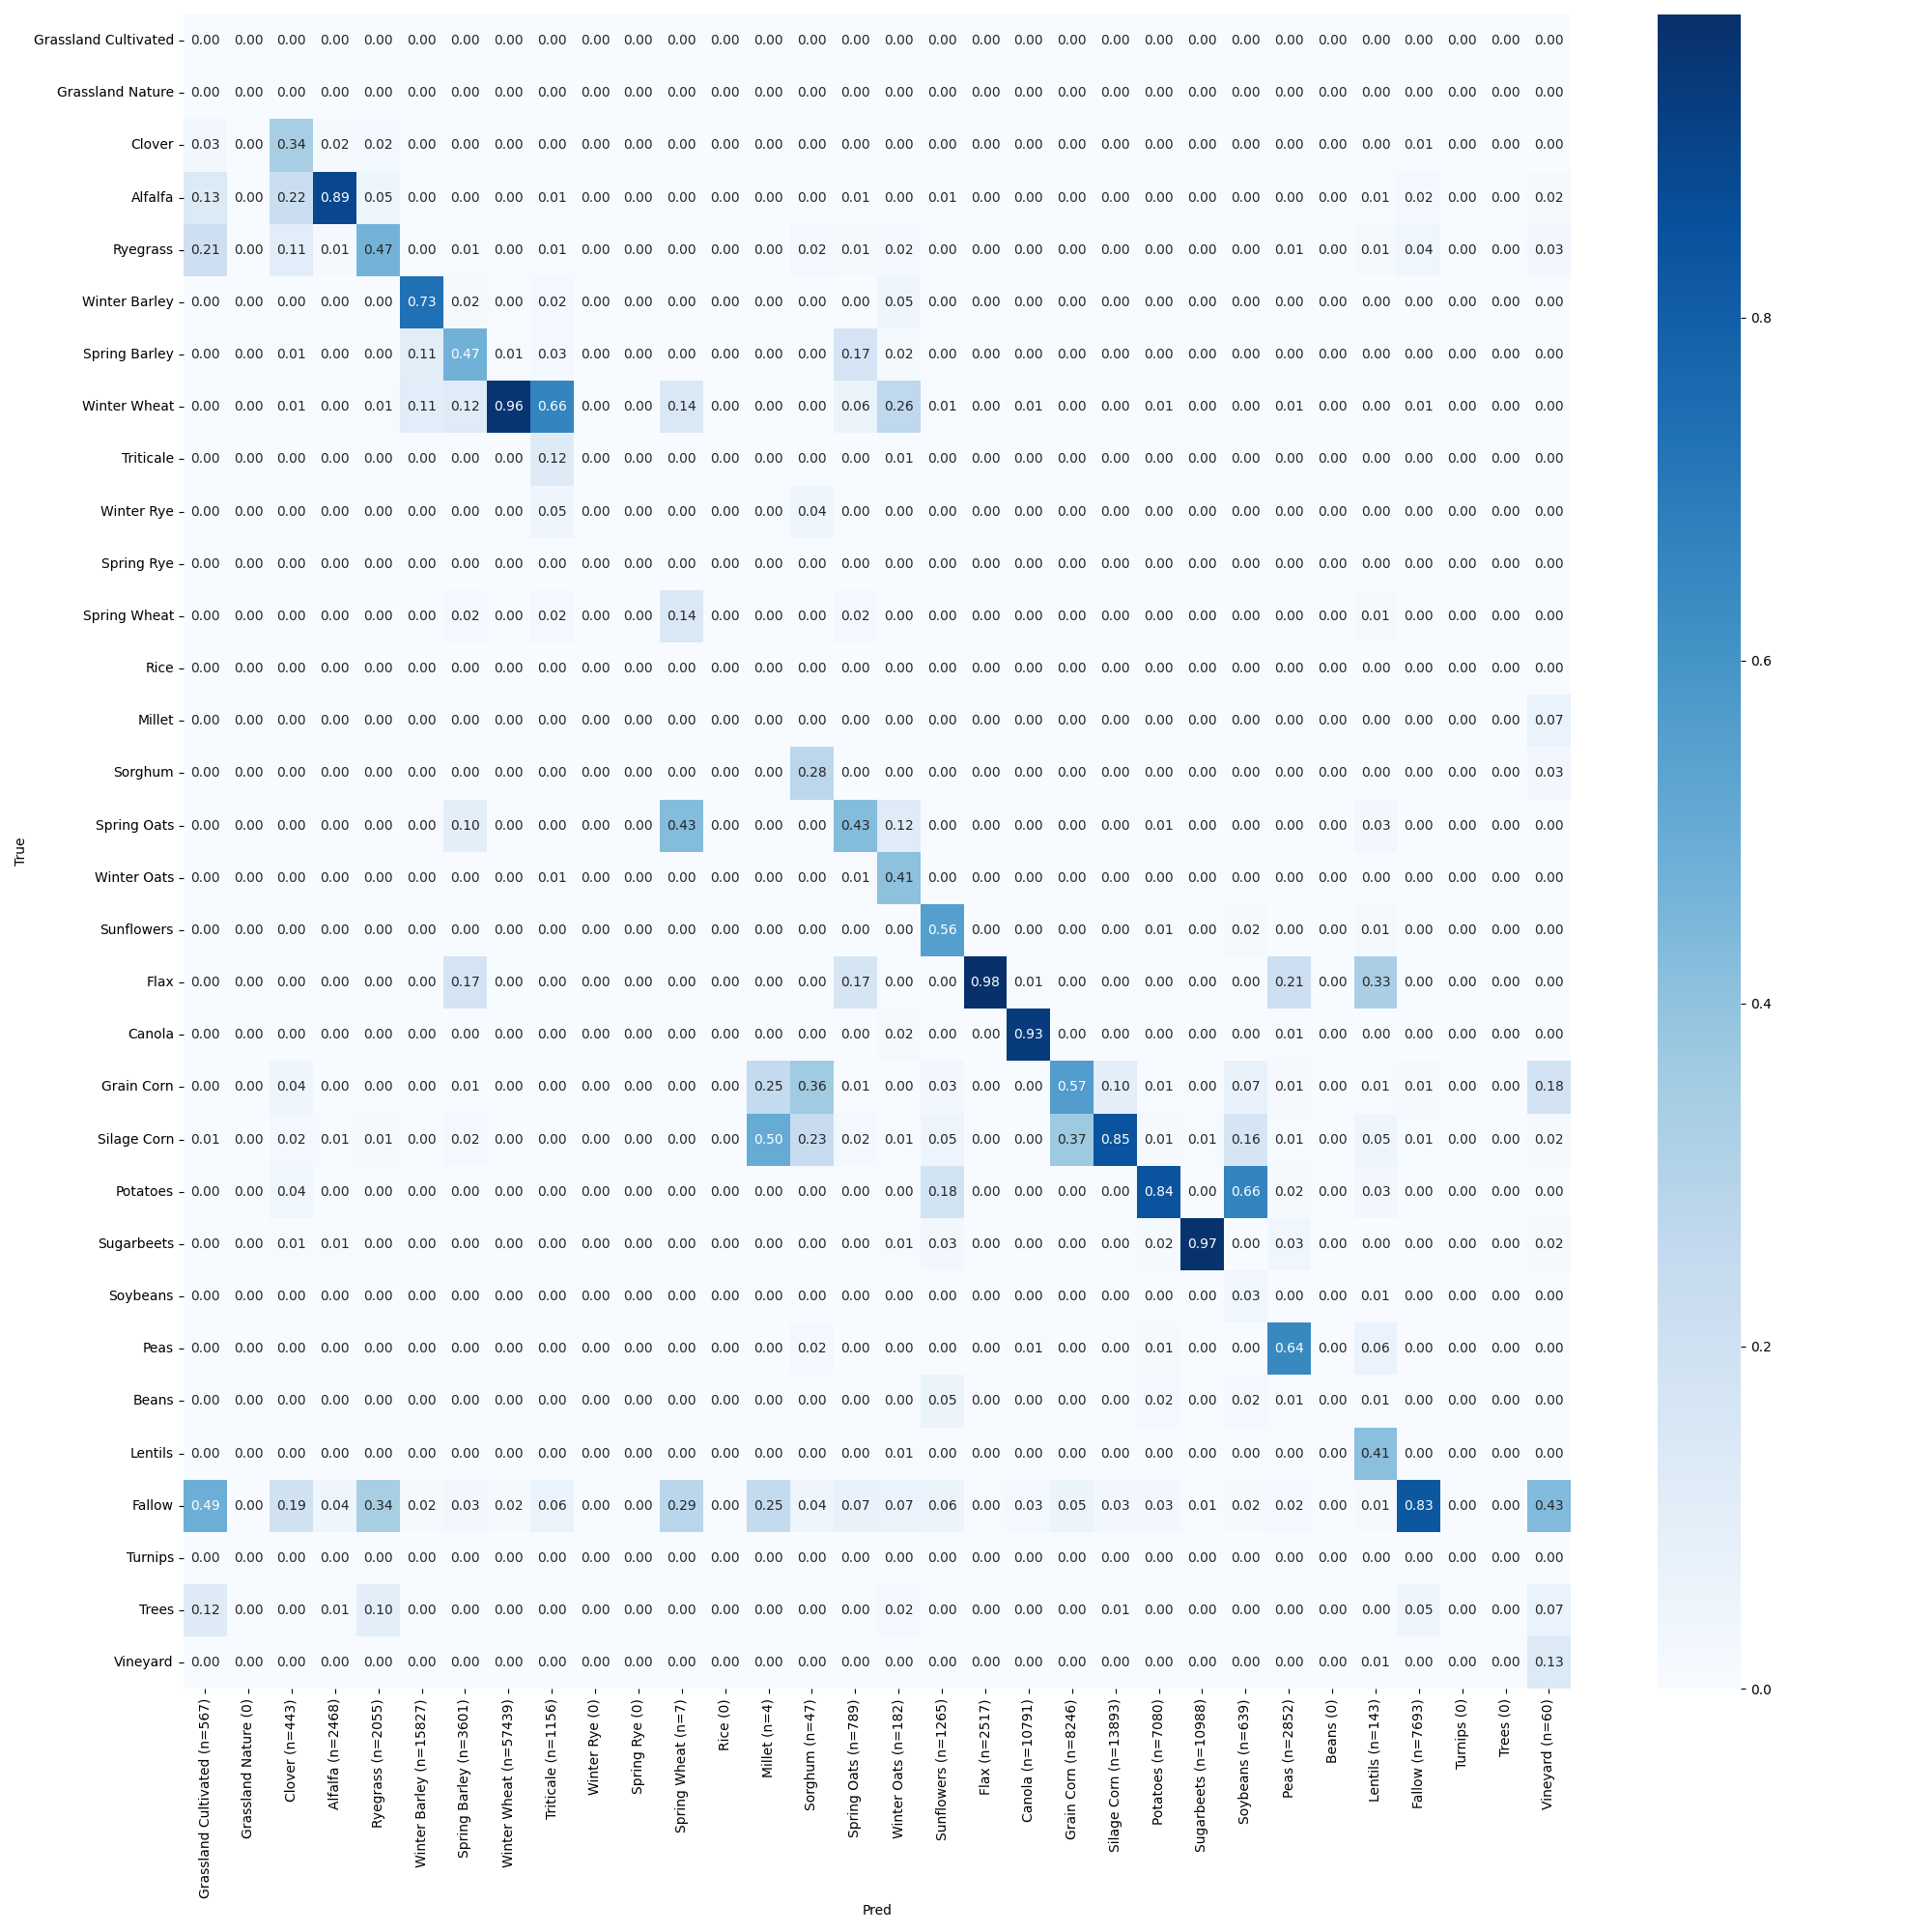 Grassland Cultivated 0.00 0.00 0.00 0.00 0.00 0.00 0.00 0.00 0.00 0.00 0.00 0.00 0.00 0.00 0.00 0.00 0.00 0.00 0.00 0.00 0.00 0.00 0.00 0.00 0.00 0.00 0.00 0.00 0.00 0.00 0.00 0.00
Grassland Nature 0.00 0.00 0.00 0.00 0.00 0.00 0.00 0.00 0.00 0.00 0.00 0.00 0.00 0.00 0.00 0.00 0.00 0.00 0.00 0.00 0.00 0.00 0.00 0.00 0.00 0.00 0.00 0.00 0.00 0.00 0.00 0.00
Clover 0.03 0.00 0.34 0.02 0.02 0.00 0.00 0.00 0.00 0.00 0.00 0.00 0.00 0.00 0.00 0.00 0.00 0.00 0.00 0.00 0.00 0.00 0.00 0.00 0.00 0.00 0.00 0.00 0.01 0.00 0.00 0.00
Alfalfa 0.13 0.00 0.22 0.89 0.05 0.00 0.00 0.00 0.01 0.00 0.00 0.00 0.00 0.00 0.00 0.01 0.00 0.01 0.00 0.00 0.00 0.00 0.00 0.00 0.00 0.00 0.00 0.01 0.02 0.00 0.00 0.02
Ryegrass 0.21 0.00 0.11 0.01 0.47 0.00 0.01 0.00 0.01 0.00 0.00 0.00 0.00 0.00 0.02 0.01 0.02 0.00 0.00 0.00 0.00 0.00 0.00 0.00 0.00 0.01 0.00 0.01 0.04 0.00 0.00 0.03
Winter Barley 0.00 0.00 0.00 0.00 0.00 0.73 0.02 0.00 0.02 0.00 0.00 0.00 0.00 0.00 0.00 0.00 0.05 0.00 0.00 0.00 0.00 0.00 0.00 0.00 0.00 0.00 0.00 0.00 0.00 0.00 0.00 0.00
Spring Barley 0.00 0.00 0.01 0.00 0.00 0.11 0.47 0.01 0.03 0.00 0.00 0.00 0.00 0.00 0.00 0.17 0.02 0.00 0.00 0.00 0.00 0.00 0.00 0.00 0.00 0.00 0.00 0.00 0.00 0.00 0.00 0.00
Winter Wheat 0.00 0.00 0.01 0.00 0.01 0.11 0.12 0.96 0.66 0.00 0.00 0.14 0.00 0.00 0.00 0.06 0.26 0.01 0.00 0.01 0.00 0.00 0.01 0.00 0.00 0.01 0.00 0.00 0.01 0.00 0.00 0.00
Triticale 0.00 0.00 0.00 0.00 0.00 0.00 0.00 0.00 0.12 0.00 0.00 0.00 0.00 0.00 0.00 0.00 0.01 0.00 0.00 0.00 0.00 0.00 0.00 0.00 0.00 0.00 0.00 0.00 0.00 0.00 0.00 0.00
Winter Rye 0.00 0.00 0.00 0.00 0.00 0.00 0.00 0.00 0.05 0.00 0.00 0.00 0.00 0.00 0.04 0.00 0.00 0.00 0.00 0.00 0.00 0.00 0.00 0.00 0.00 0.00 0.00 0.00 0.00 0.00 0.00 0.00
Spring Rye 0.00 0.00 0.00 0.00 0.00 0.00 0.00 0.00 0.00 0.00 0.00 0.00 0.00 0.00 0.00 0.00 0.00 0.00 0.00 0.00 0.00 0.00 0.00 0.00 0.00 0.00 0.00 0.00 0.00 0.00 0.00 0.00
Spring Wheat 0.00 0.00 0.00 0.00 0.00 0.00 0.02 0.00 0.02 0.00 0.00 0.14 0.00 0.00 0.00 0.02 0.00 0.00 0.00 0.00 0.00 0.00 0.00 0.00 0.00 0.00 0.00 0.01 0.00 0.00 0.00 0.00
Rice 0.00 0.00 0.00 0.00 0.00 0.00 0.00 0.00 0.00 0.00 0.00 0.00 0.00 0.00 0.00 0.00 0.00 0.00 0.00 0.00 0.00 0.00 0.00 0.00 0.00 0.00 0.00 0.00 0.00 0.00 0.00 0.00
Millet 0.00 0.00 0.00 0.00 0.00 0.00 0.00 0.00 0.00 0.00 0.00 0.00 0.00 0.00 0.00 0.00 0.00 0.00 0.00 0.00 0.00 0.00 0.00 0.00 0.00 0.00 0.00 0.00 0.00 0.00 0.00 0.07
Sorghum 0.00 0.00 0.00 0.00 0.00 0.00 0.00 0.00 0.00 0.00 0.00 0.00 0.00 0.00 0.28 0.00 0.00 0.00 0.00 0.00 0.00 0.00 0.00 0.00 0.00 0.00 0.00 0.00 0.00 0.00 0.00 0.03
Spring Oats 0.00 0.00 0.00 0.00 0.00 0.00 0.10 0.00 0.00 0.00 0.00 0.43 0.00 0.00 0.00 0.43 0.12 0.00 0.00 0.00 0.00 0.00 0.01 0.00 0.00 0.00 0.00 0.03 0.00 0.00 0.00 0.00
Winter Oats 0.00 0.00 0.00 0.00 0.00 0.00 0.00 0.00 0.01 0.00 0.00 0.00 0.00 0.00 0.00 0.01 0.41 0.00 0.00 0.00 0.00 0.00 0.00 0.00 0.00 0.00 0.00 0.00 0.00 0.00 0.00 0.00
Sunflowers 0.00 0.00 0.00 0.00 0.00 0.00 0.00 0.00 0.00 0.00 0.00 0.00 0.00 0.00 0.00 0.00 0.00 0.56 0.00 0.00 0.00 0.00 0.01 0.00 0.02 0.00 0.00 0.01 0.00 0.00 0.00 0.00
Flax 0.00 0.00 0.00 0.00 0.00 0.00 0.17 0.00 0.00 0.00 0.00 0.00 0.00 0.00 0.00 0.17 0.00 0.00 0.98 0.01 0.00 0.00 0.00 0.00 0.00 0.21 0.00 0.33 0.00 0.00 0.00 0.00
Canola 0.00 0.00 0.00 0.00 0.00 0.00 0.00 0.00 0.00 0.00 0.00 0.00 0.00 0.00 0.00 0.00 0.02 0.00 0.00 0.93 0.00 0.00 0.00 0.00 0.00 0.01 0.00 0.00 0.00 0.00 0.00 0.00
Grain Corn 0.00 0.00 0.04 0.00 0.00 0.00 0.01 0.00 0.00 0.00 0.00 0.00 0.00 0.25 0.36 0.01 0.00 0.03 0.00 0.00 0.57 0.10 0.01 0.00 0.07 0.01 0.00 0.01 0.01 0.00 0.00 0.18
Silage Corn 0.01 0.00 0.02 0.01 0.01 0.00 0.02 0.00 0.00 0.00 0.00 0.00 0.00 0.50 0.23 0.02 0.01 0.05 0.00 0.00 0.37 0.85 0.01 0.01 0.16 0.01 0.00 0.05 0.01 0.00 0.00 0.02
Potatoes 0.00 0.00 0.04 0.00 0.00 0.00 0.00 0.00 0.00 0.00 0.00 0.00 0.00 0.00 0.00 0.00 0.00 0.18 0.00 0.00 0.00 0.00 0.84 0.00 0.66 0.02 0.00 0.03 0.00 0.00 0.00 0.00
Sugarbeets 0.00 0.00 0.01 0.01 0.00 0.00 0.00 0.00 0.00 0.00 0.00 0.00 0.00 0.00 0.00 0.00 0.01 0.03 0.00 0.00 0.00 0.00 0.02 0.97 0.00 0.03 0.00 0.00 0.00 0.00 0.00 0.02
Soybeans 0.00 0.00 0.00 0.00 0.00 0.00 0.00 0.00 0.00 0.00 0.00 0.00 0.00 0.00 0.00 0.00 0.00 0.00 0.00 0.00 0.00 0.00 0.00 0.00 0.03 0.00 0.00 0.01 0.00 0.00 0.00 0.00
Peas 0.00 0.00 0.00 0.00 0.00 0.00 0.00 0.00 0.00 0.00 0.00 0.00 0.00 0.00 0.02 0.00 0.00 0.00 0.00 0.01 0.00 0.00 0.01 0.00 0.00 0.64 0.00 0.06 0.00 0.00 0.00 0.00
Beans 0.00 0.00 0.00 0.00 0.00 0.00 0.00 0.00 0.00 0.00 0.00 0.00 0.00 0.00 0.00 0.00 0.00 0.05 0.00 0.00 0.00 0.00 0.02 0.00 0.02 0.01 0.00 0.01 0.00 0.00 0.00 0.00
Lentils 0.00 0.00 0.00 0.00 0.00 0.00 0.00 0.00 0.00 0.00 0.00 0.00 0.00 0.00 0.00 0.00 0.01 0.00 0.00 0.00 0.00 0.00 0.00 0.00 0.00 0.00 0.00 0.41 0.00 0.00 0.00 0.00
Fallow 0.49 0.00 0.19 0.04 0.34 0.02 0.03 0.02 0.06 0.00 0.00 0.29 0.00 0.25 0.04 0.07 0.07 0.06 0.00 0.03 0.05 0.03 0.03 0.01 0.02 0.02 0.00 0.01 0.83 0.00 0.00 0.43
Turnips 0.00 0.00 0.00 0.00 0.00 0.00 0.00 0.00 0.00 0.00 0.00 0.00 0.00 0.00 0.00 0.00 0.00 0.00 0.00 0.00 0.00 0.00 0.00 0.00 0.00 0.00 0.00 0.00 0.00 0.00 0.00 0.00
Trees 0.12 0.00 0.00 0.01 0.10 0.00 0.00 0.00 0.00 0.00 0.00 0.00 0.00 0.00 0.00 0.00 0.02 0.00 0.00 0.00 0.00 0.01 0.00 0.00 0.00 0.00 0.00 0.00 0.05 0.00 0.00 0.07
Vineyard 0.00 0.00 0.00 0.00 0.00 0.00 0.00 0.00 0.00 0.00 0.00 0.00 0.00 0.00 0.00 0.00 0.00 0.00 0.00 0.00 0.00 0.00 0.00 0.00 0.00 0.00 0.00 0.01 0.00 0.00 0.00 0.13
True
Grassland Cultivated (n=567)
Grassland Nature (0)
Clover (n=443)
Alfalfa (n=2468)
Ryegrass (n=2055)
Winter Barley (n=15827)
Spring Barley (n=3601)
Winter Wheat (n=57439)
Triticale (n=1156)
Winter Rye (0)
Spring Rye (0)
Spring Wheat (n=7)
Rice (0)
Millet (n=4)
Sorghum (n=47)
Spring Oats (n=789)
Winter Oats (n=182)
Sunflowers (n=1265)
Flax (n=2517)
Canola (n=10791)
Grain Corn (n=8246)
Silage Corn (n=13893)
Potatoes (n=7080)
Sugarbeets (n=10988)
Soybeans (n=639)
Peas (n=2852)
Beans (0)
Lentils (n=143)
Fallow (n=7693)
Turnips (0)
Trees (0)
Vineyard (n=60)
Pred
0.8
0.6
0.4
0.2
0.0